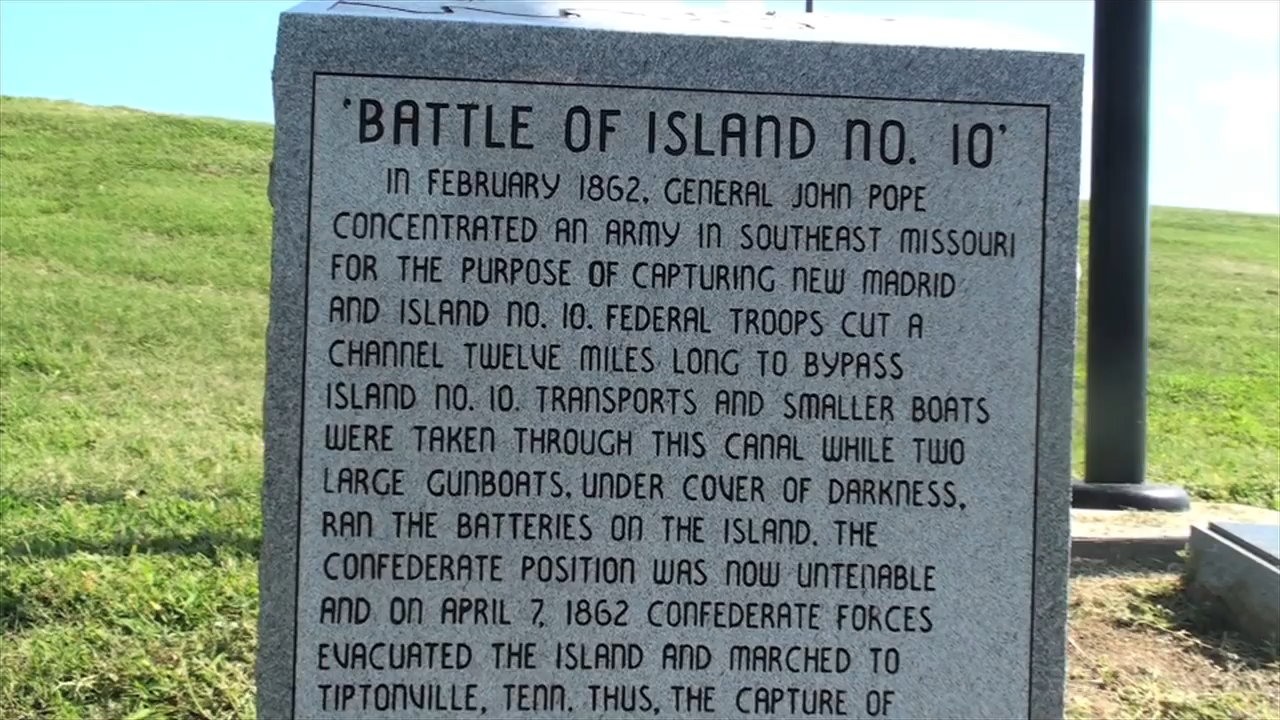 'BATTLE OF ISLAND NO. 10'
IN FEBRUARY 1862, GENERAL JOHN POPE
CONCENTRATED AN ARMY IN SOUTHEAST MISSOURI
FOR THE PURPOSE OF CAPTURING NEW MADRID
AND ISLAND NO. 10. FEDERAL TROOPS CUT A
CHANNEL TWELVE MILES LONG TO BYPASS
ISLAND NO. 10. TRANSPORTS AND SMALLER BOATS
WERE TAKEN THROUGH THIS CANAL WHILE TWO
LARGE GUNBOATS, UNDER COVER OF DARKNESS,
RAN THE BATTERIES ON THE ISLAND. THE
CONFEDERATE POSITION WAS NOW UNTENABLE
AND ON APRIL 7, 1862 CONFEDERATE FORCES
EVACUATED THE ISLAND AND MARCHED TO
TIPTONVILLE, TENN. THUS, THE CAPTURE OF